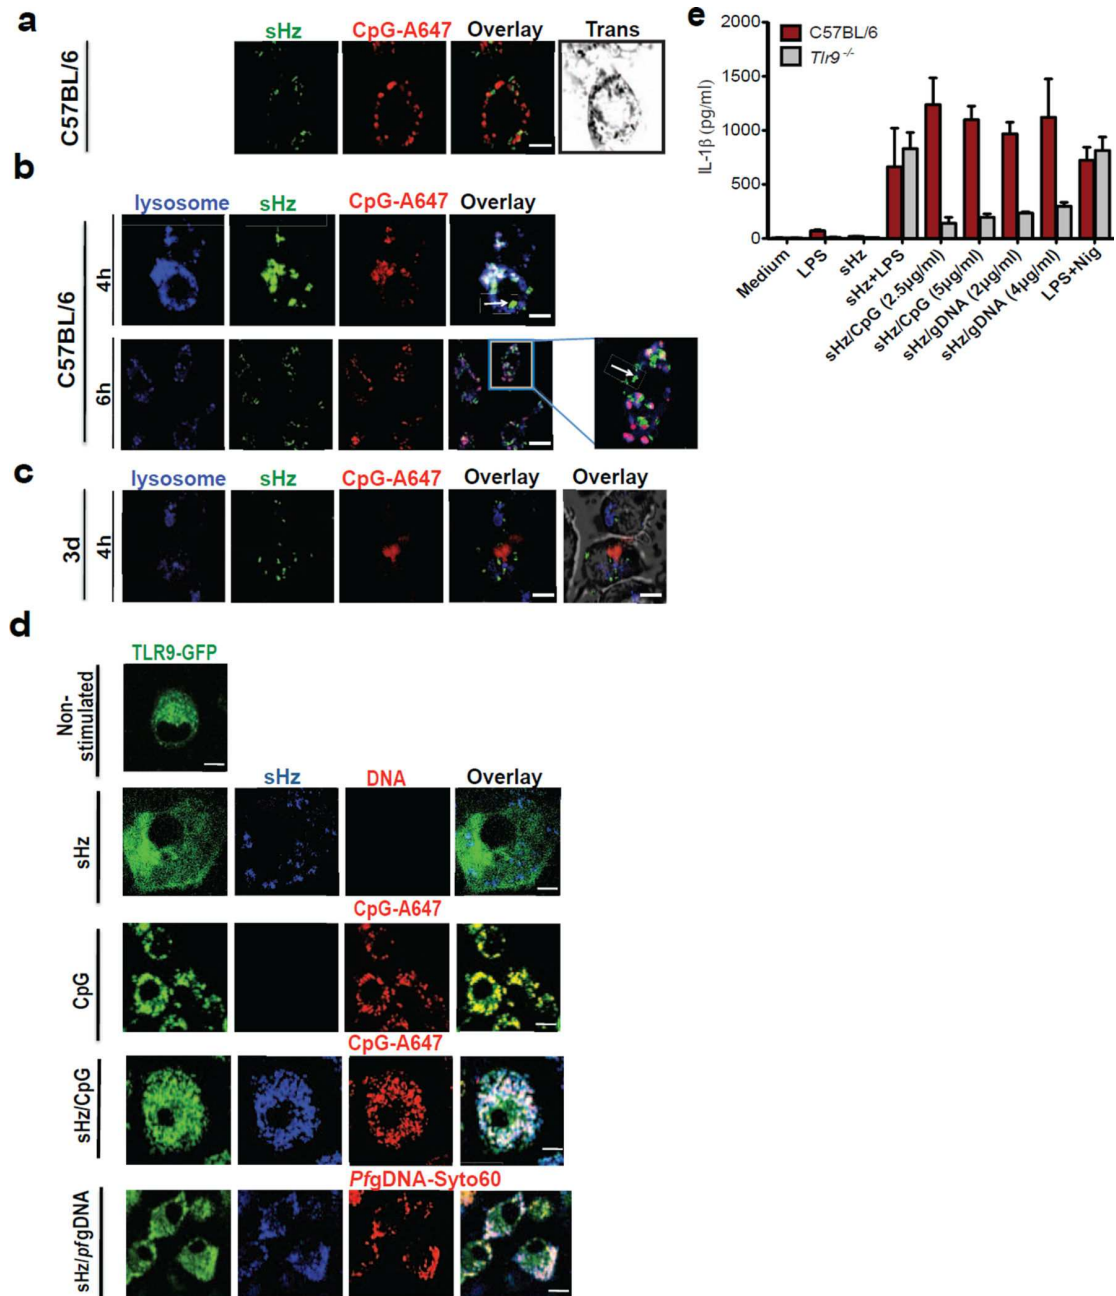 a
sHz CpG-A647 Overlay Trans
C57BL/6
b
lysosome sHz CpG-A647 Overlay
C57BL/6
4h
6h
c
lysosome sHz CpG-A647 Overlay Overlay
3d
4h
d
TLR9-GFP
Non-
stimulated
sHz DNA Overlay
sHz
CpG-A647
CpG
CpG-A647
sHz/CpG
PfgDNA-Syto60
sHz/pfgDNA
e
C57BL/6
Tlr9 -/-
IL-1β (pg/ml)
2000
1500
1000
500
0
Medium
LPS
sHz
sHz+LPS
sHz/CpG (2.5µg/ml)
sHz/CpG (5µg/ml)
sHz/gDNA (2µg/ml)
sHz/gDNA (4µg/ml)
LPS+Nig